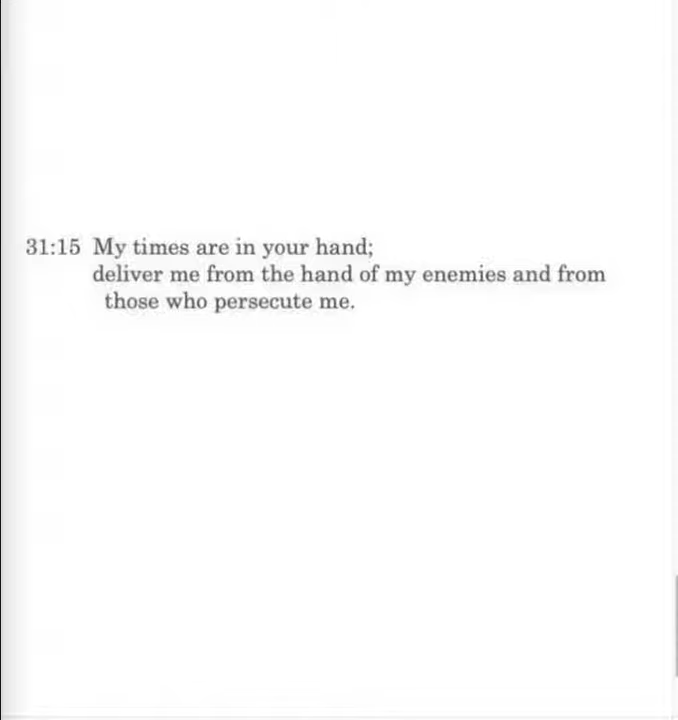 31:15 My times are in your hand;
deliver me from the hand of my enemies and from
those who persecute me.